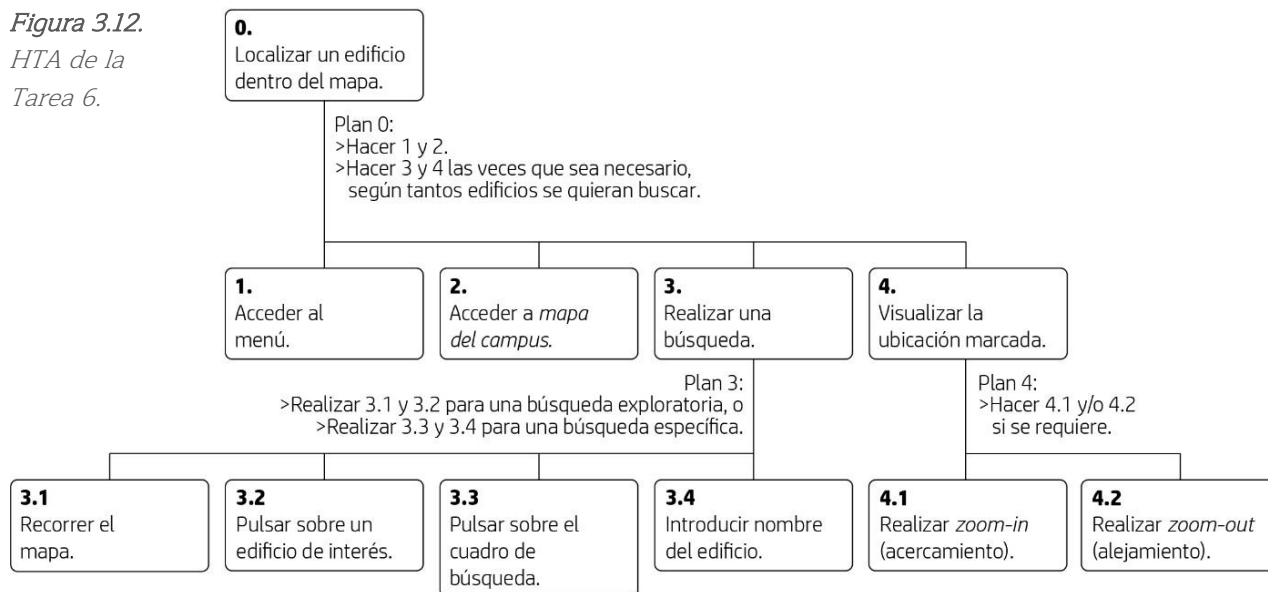 Figura 3.12.
HTA de la
Tarea 6.
0.
Localizar un edificio
dentro del mapa.
Plan 0:
>Hacer 1 y 2.
>Hacer 3 y 4 las veces que sea necesario,
según tantos edificios se quieran buscar.
1.
Acceder al
menú.
2.
Acceder a mapa
del campus.
3.
Realizar una
búsqueda.
4.
Visualizar la
ubicación marcada.
Plan 3:
>Realizar 3.1 y 3.2 para una búsqueda exploratoria, o
>Realizar 3.3 y 3.4 para una búsqueda específica.
Plan 4:
>Hacer 4.1 y/o 4.2
si se requiere.
3.1
Recorrer el
mapa.
3.2
Pulsar sobre un
edificio de interés.
3.3
Pulsar sobre el
cuadro de
búsqueda.
3.4
Introducir nombre
del edificio.
4.1
Realizar zoom-in
(acercamiento).
4.2
Realizar zoom-out
(alejamiento).